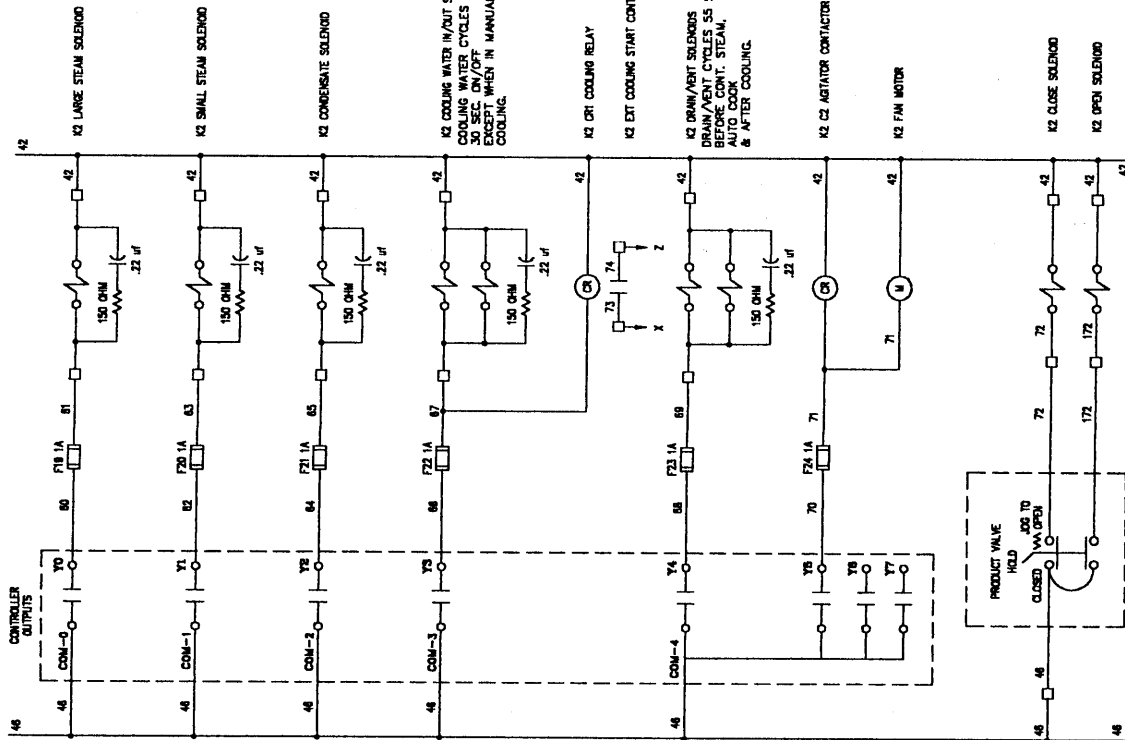 46
42
CONTROLLER
OUTPUTS
46
COM-0
Y0
60
F19 1A
61
150 OHM
.22 uf
42
K2 LARGE STEAM SOLENOID
46
COM-1
Y1
62
F20 1A
63
150 OHM
.22 uf
42
K2 SMALL STEAM SOLENOID
46
COM-2
Y2
64
F21 1A
65
150 OHM
.22 uf
42
K2 CONDENSATE SOLENOID
46
COM-3
Y3
66
F22 1A
67
150 OHM
.22 uf
42
K2 COOLING WATER IN/OUT
COOLING WATER CYCLES
30 SEC. ON/OFF
EXCEPT WHEN IN MANUAL
COOLING.
CR
42
K2 CR1 COOLING RELAY
X
73
74
Z
K2 EXT COOLING START
46
COM-4
Y4
68
F23 1A
69
150 OHM
.22 uf
42
K2 DRAIN/VENT SOLENOIDS
DRAIN/VENT CYCLES 55
BEFORE CONT. STEAM,
AUTO COOK
& AFTER COOLING.
Y5
70
F24 1A
71
CR
42
K2 C2 AGITATOR CONTACTOR
Y6
Y7
71
M
42
K2 FAN MOTOR
PRODUCT VALVE
HOLD
JOG TO
OPEN
CLOSED
46
46
72
72
42
K2 CLOSE SOLENOID
172
172
42
K2 OPEN SOLENOID
46
42